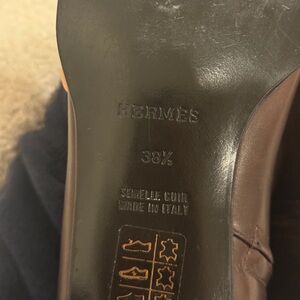 HERMES
38½
SEMELLE CUIR
MADE IN ITALY